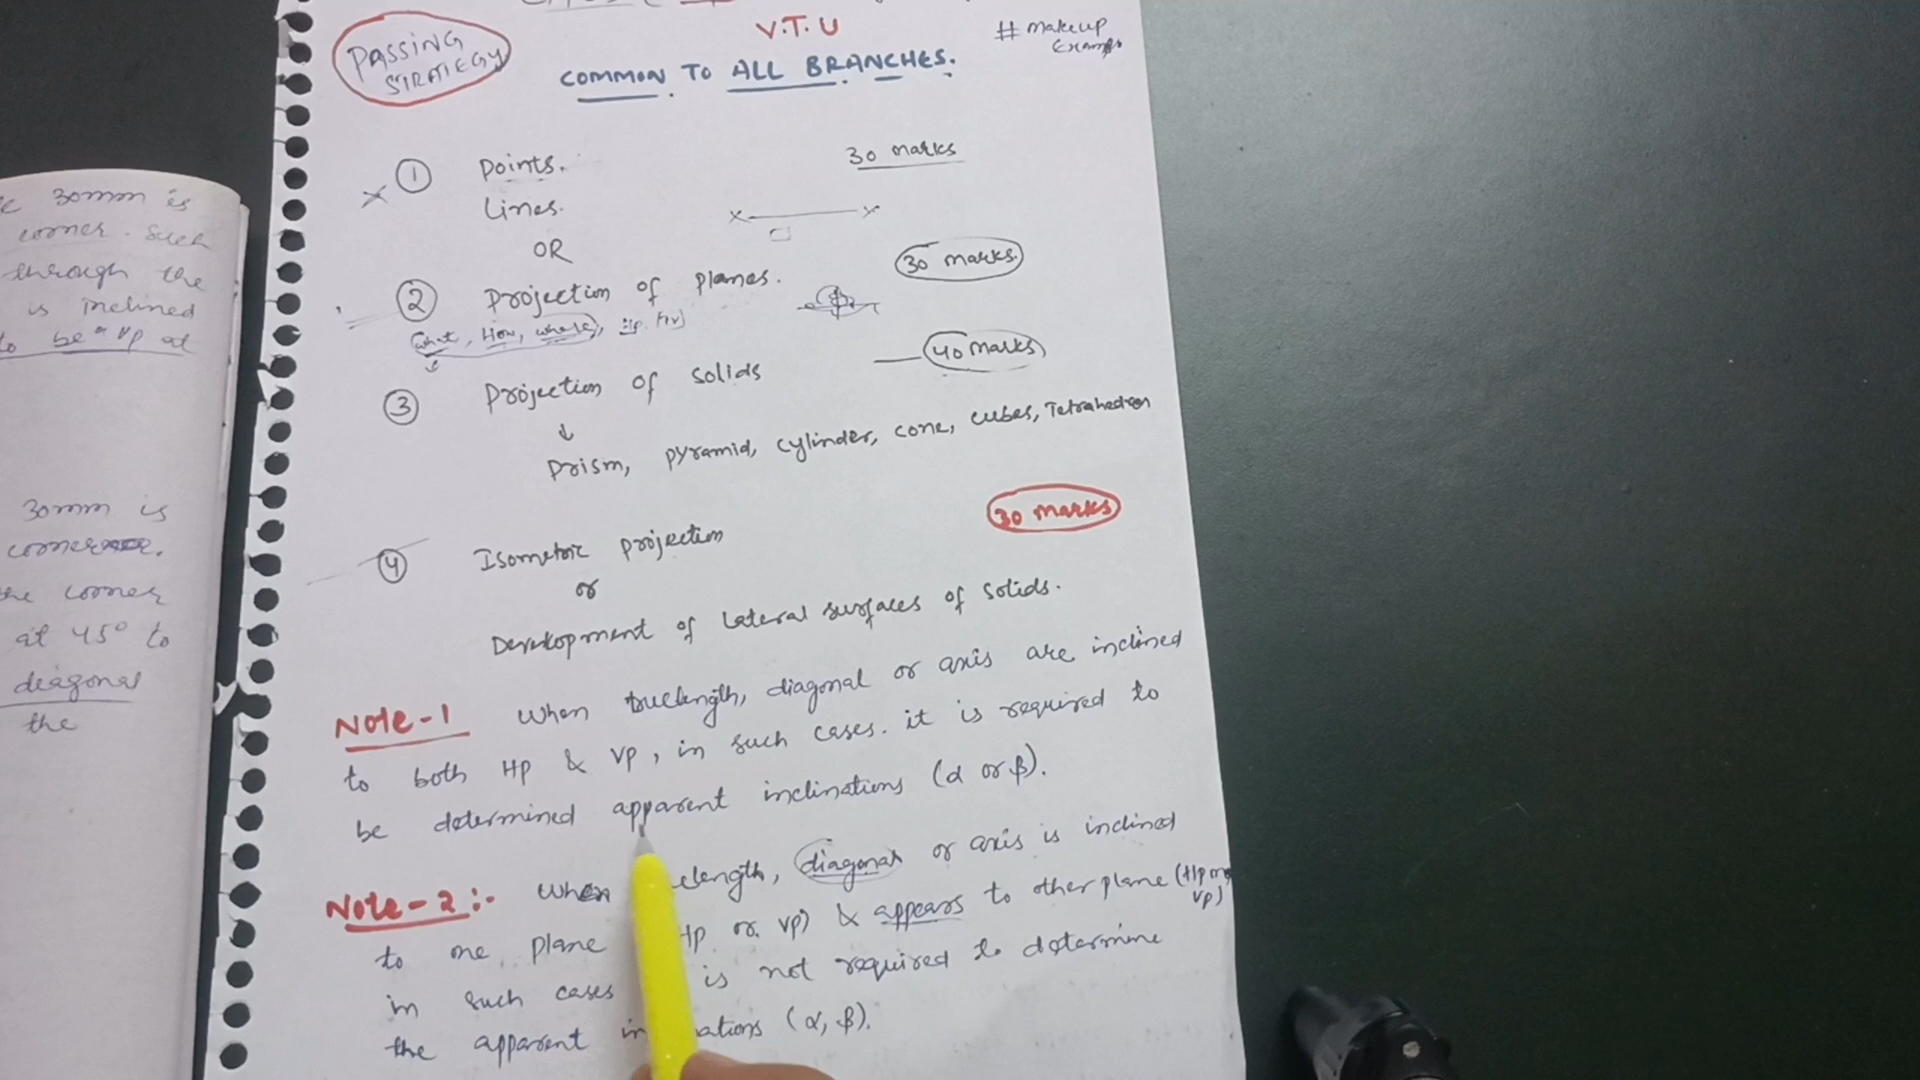 PASSING
STRATEGY
V.T.U
# makeup
Exams
COMMON TO ALL BRANCHES.
① Points. 30 marks
Lines.
OR
② Projection of planes. 30 marks.
What, How, where,
③ Projection of solids 40 marks
Prism, pyramid, cylinder, cone, cubes, Tetrahedron
30 marks
④ Isometric projection
or
Development of Lateral surfaces of solids.
Note-1 When truelength, diagonal or axis are inclined
to both HP & VP, in such cases. it is required to
be determined apparent inclinations (α or β).
Note-2:- When elength, diagonal or axis is inclined
to one plane Hp or VP) & appears to other plane (Hp or
VP)
in such cases is not required to determine
the apparent in ations (α, β).
30mm is
corner. Such
through the
is inclined
to be VP at
30mm is
corner.
the corner
at 45° to
diagonal
the